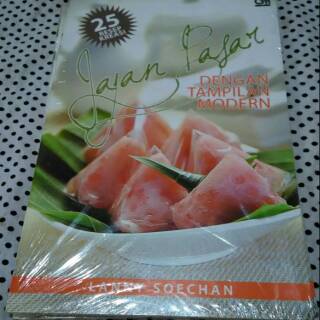 25
Jajan Pasar
DENGAN
TAMPILAN
MODERN
LANNY SOECHAN